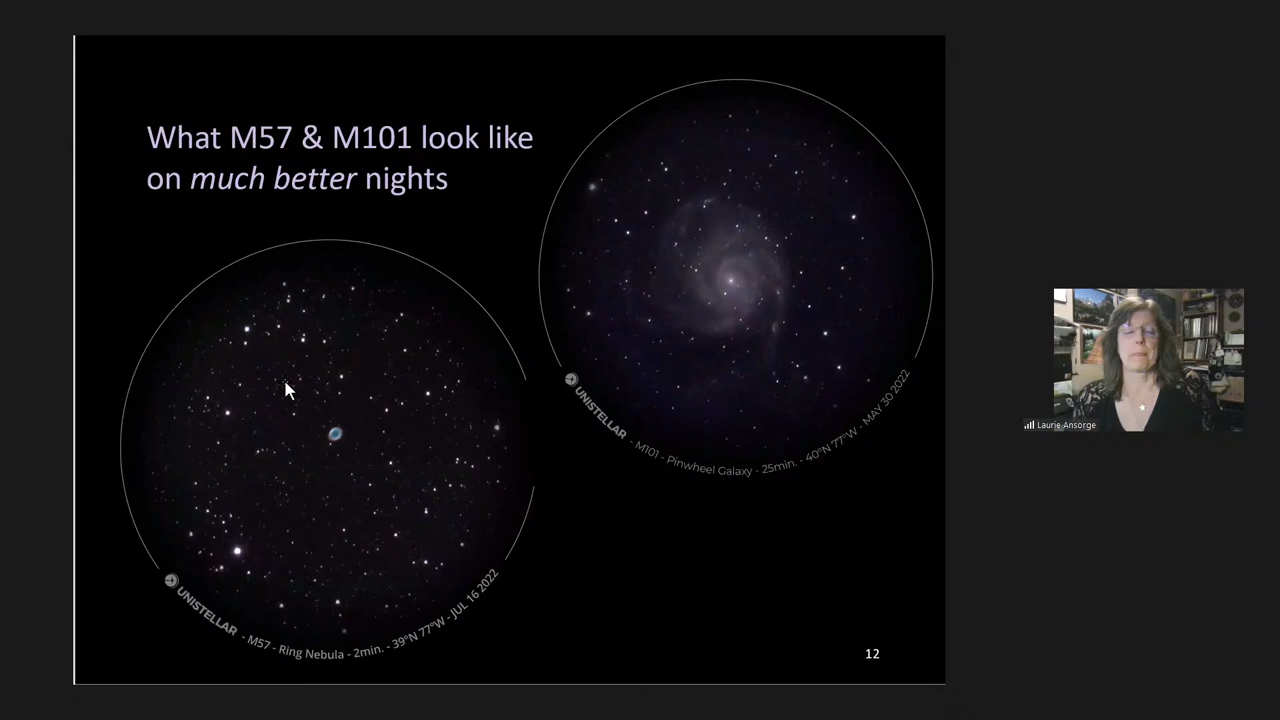 What M57 & M101 look like
on much better nights
UNISTELLAR - M101 - Pinwheel Galaxy - 25min. - 40°N 77°W - MAY 30 2022
UNISTELLAR - M57 - Ring Nebula - 2min. - 39°N 77°W - JUL 16 2022
12
Laurie Ansorge